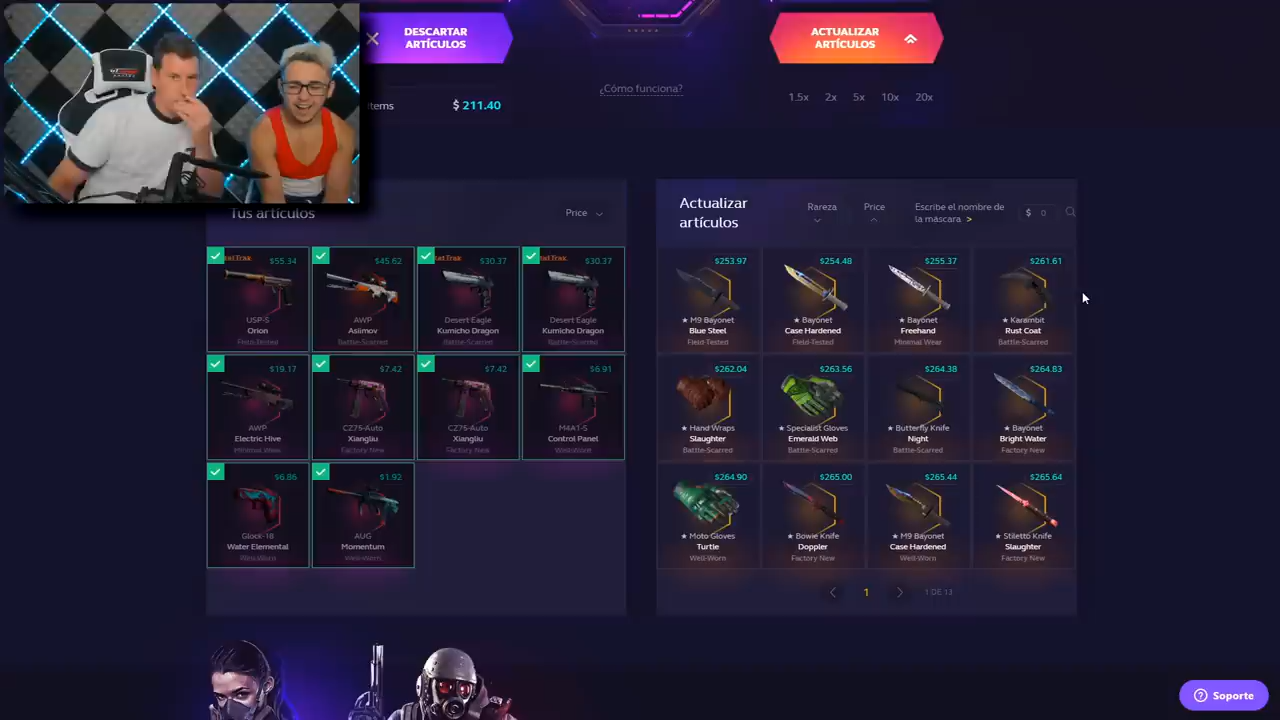 DESCARTAR
ARTÍCULOS
ACTUALIZAR
ARTÍCULOS
¿Cómo funciona?
1.5x 2x 5x 10x 20x
items
$ 211.40
Tus artículos
Price
Actualizar
artículos
Rareza
Price
Escribe el nombre de
la máscara >
$ 0
$55.34
USP-S
Orion
Field-Tested
$45.62
AWP
Asiimov
Battle-Scarred
$30.37
Desert Eagle
Kumicho Dragon
Battle-Scarred
$30.37
Desert Eagle
Kumicho Dragon
Battle-Scarred
$19.17
AWP
Electric Hive
Minimal Wear
$7.42
CZ75-Auto
Xiangliu
Factory New
$7.42
CZ75-Auto
Xiangliu
Factory New
$6.91
M4A1-S
Control Panel
Well-Worn
$6.86
Glock-18
Water Elemental
Well-Worn
$1.92
AUG
Momentum
Well-Worn
$253.97
★ M9 Bayonet
Blue Steel
Field-Tested
$254.48
★ Bayonet
Case Hardened
Field-Tested
$255.37
★ Bayonet
Freehand
Minimal Wear
$261.61
★ Karambit
Rust Coat
Battle-Scarred
$262.04
★ Hand Wraps
Slaughter
Battle-Scarred
$263.56
★ Specialist Gloves
Emerald Web
Battle-Scarred
$264.38
★ Butterfly Knife
Night
Battle-Scarred
$264.83
★ Bayonet
Bright Water
Factory New
$264.90
★ Moto Gloves
Turtle
Well-Worn
$265.00
★ Bowie Knife
Doppler
Factory New
$265.44
★ M9 Bayonet
Case Hardened
Well-Worn
$265.64
★ Stiletto Knife
Slaughter
Factory New
1
1 DE 13
Soporte